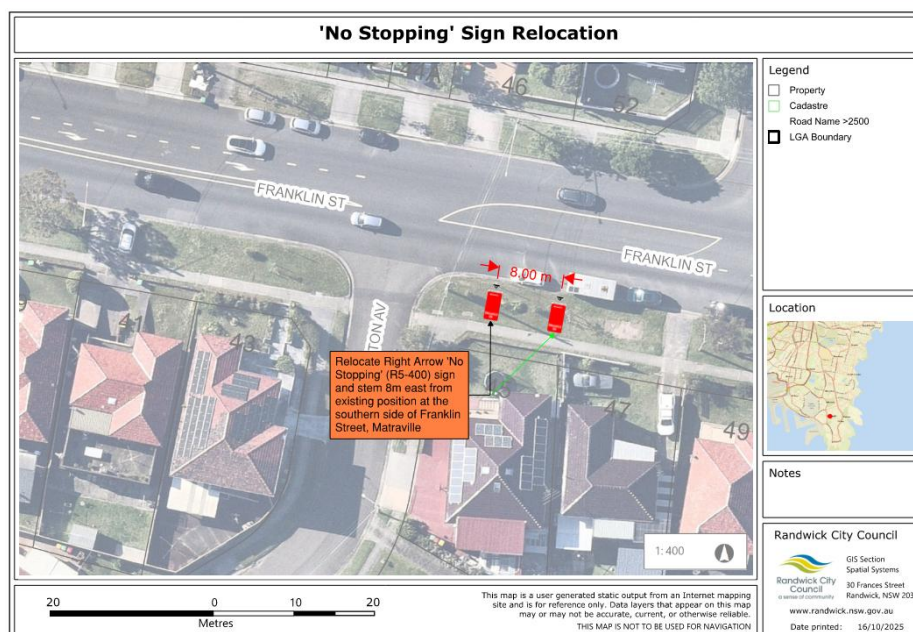 'No Stopping' Sign Relocation
46
52
FRANKLIN ST
FRANKLIN ST
8.00 m
TON AV
41
43
47
49
Relocate Right Arrow 'No
Stopping' (R5-400) sign
and stem 8m east from
existing position at the
southern side of Franklin
Street, Matraville
1: 400
Legend
Property
Cadastre
Road Name >2500
LGA Boundary
Location
Notes
Randwick City Council
Randwick City
Council
a sense of community
GIS Section
Spatial Systems
30 Frances Street
Randwick, NSW 203
www.randwick.nsw.gov.au
Date printed: 16/10/2025
20 0 10 20
Metres
This map is a user generated static output from an Internet mapping
site and is for reference only. Data layers that appear on this map
may or may not be accurate, current, or otherwise reliable.
THIS MAP IS NOT TO BE USED FOR NAVIGATION